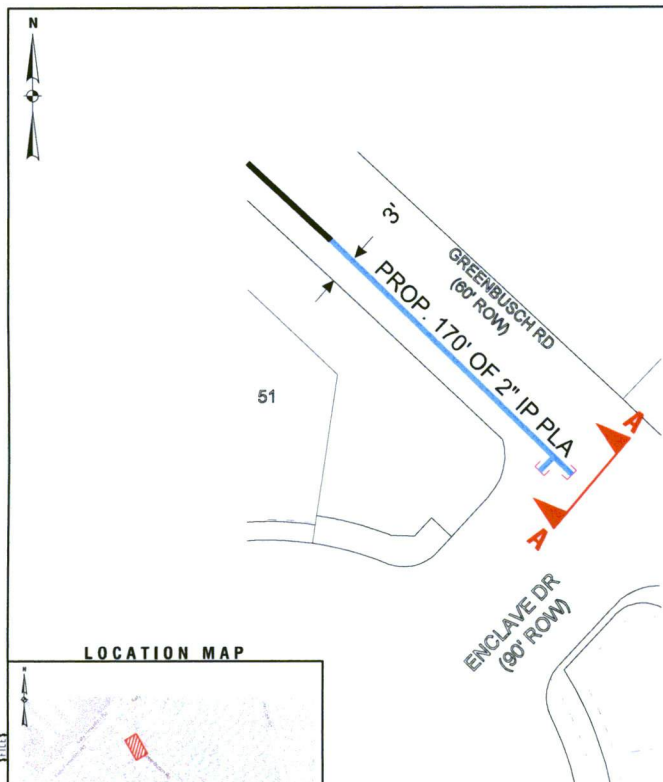 N
3'
GREENBUSCH RD
(60' ROW)
PROP. 170' OF 2" IP PLA
51
A
A
ENCLAVE DR
(90' ROW)
LOCATION MAP
N